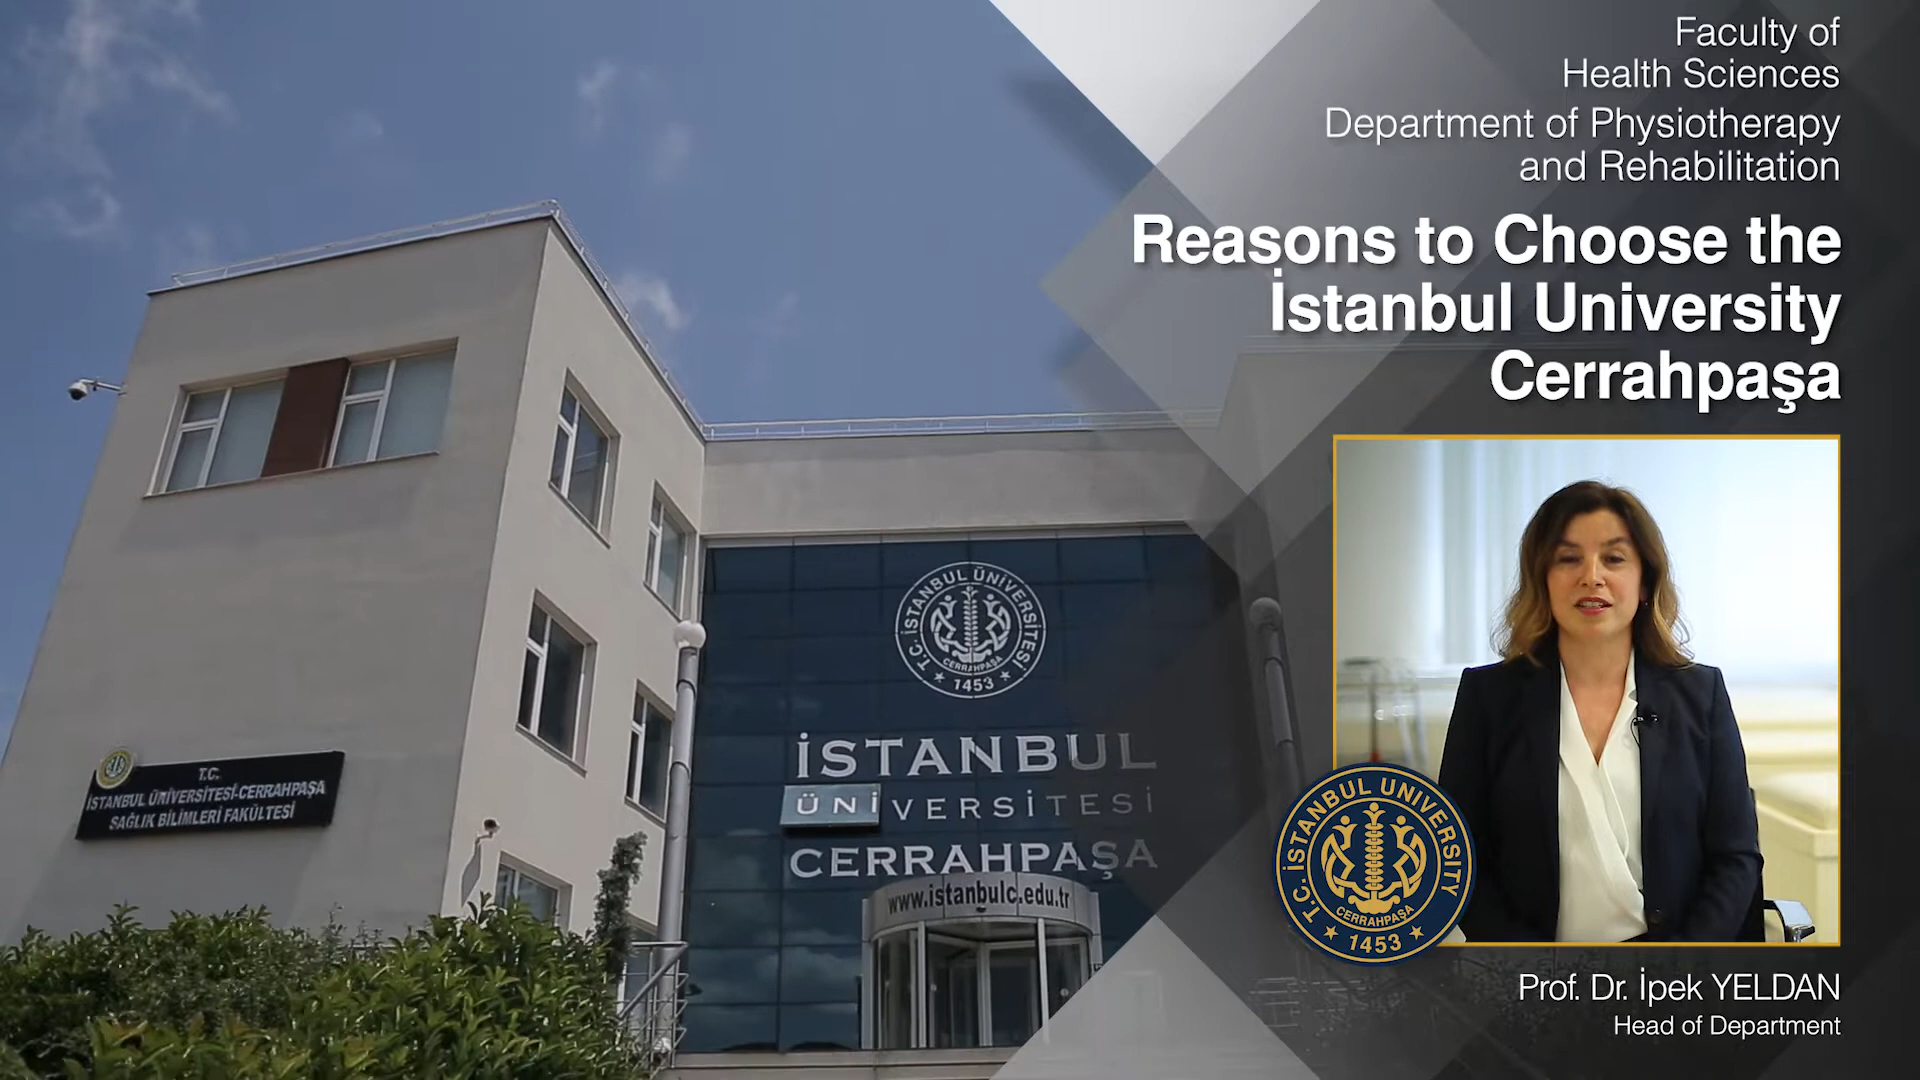 Faculty of
Health Sciences
Department of Physiotherapy
and Rehabilitation
Reasons to Choose the
İstanbul University
Cerrahpaşa
T.C. İSTANBUL ÜNİVERSİTESİ
CERRAHPAŞA
★ 1453 ★
İSTANBUL
ÜNİVERSİTESİ
CERRAHPAŞA
www.istanbulc.edu.tr
T.C.
İSTANBUL ÜNİVERSİTESİ-CERRAHPAŞA
SAĞLIK BİLİMLERİ FAKÜLTESİ
T.C. İSTANBUL UNIVERSITY
CERRAHPAŞA
★ 1453 ★
Prof. Dr. İpek YELDAN
Head of Department